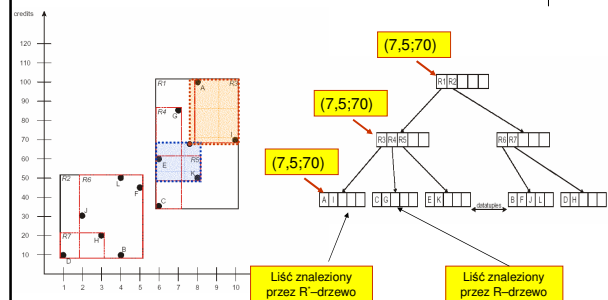 credits
120
110
100
90
80
70
60
50
40
30
20
10
1 2 3 4 5 6 7 8 9 10
R1
R3
A
R4
G
I
R5
E
K
C
R2
R6
L
F
J
R7
H
B
D
(7,5;70)
R1 R2
(7,5;70)
R3 R4 R5
R6 R7
(7,5;70)
A I
C G
E K
datatuples
B F J L
D H
Liść znaleziony
przez R*–drzewo
Liść znaleziony
przez R–drzewo